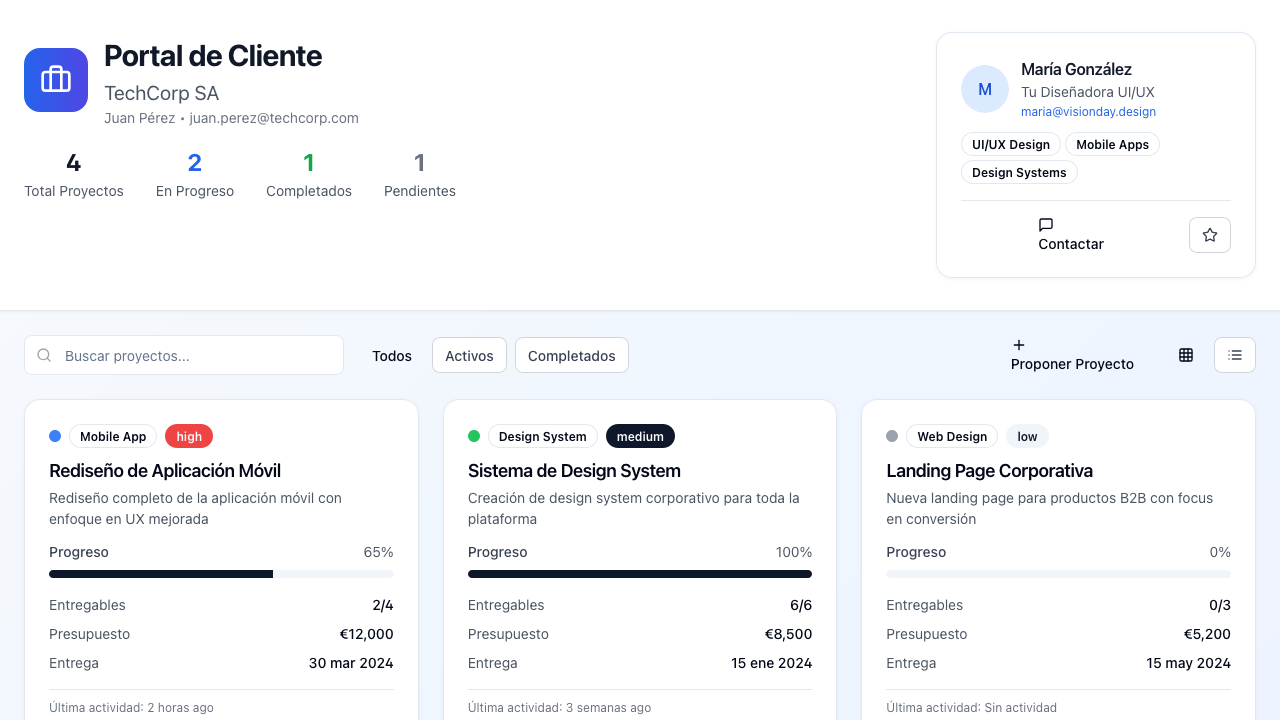 Portal de Cliente
TechCorp SA
Juan Pérez • juan.perez@techcorp.com
4
Total Proyectos
2
En Progreso
1
Completados
1
Pendientes
M
María González
Tu Diseñadora UI/UX
maria@visionday.design
UI/UX Design
Mobile Apps
Design Systems
Contactar
Buscar proyectos...
Todos
Activos
Completados
Proponer Proyecto
Mobile App
high
Rediseño de Aplicación Móvil
Rediseño completo de la aplicación móvil con
enfoque en UX mejorada
Progreso 65%
Entregables 2/4
Presupuesto €12,000
Entrega 30 mar 2024
Última actividad: 2 horas ago
Design System
medium
Sistema de Design System
Creación de design system corporativo para toda la
plataforma
Progreso 100%
Entregables 6/6
Presupuesto €8,500
Entrega 15 ene 2024
Última actividad: 3 semanas ago
Web Design
low
Landing Page Corporativa
Nueva landing page para productos B2B con focus
en conversión
Progreso 0%
Entregables 0/3
Presupuesto €5,200
Entrega 15 may 2024
Última actividad: Sin actividad